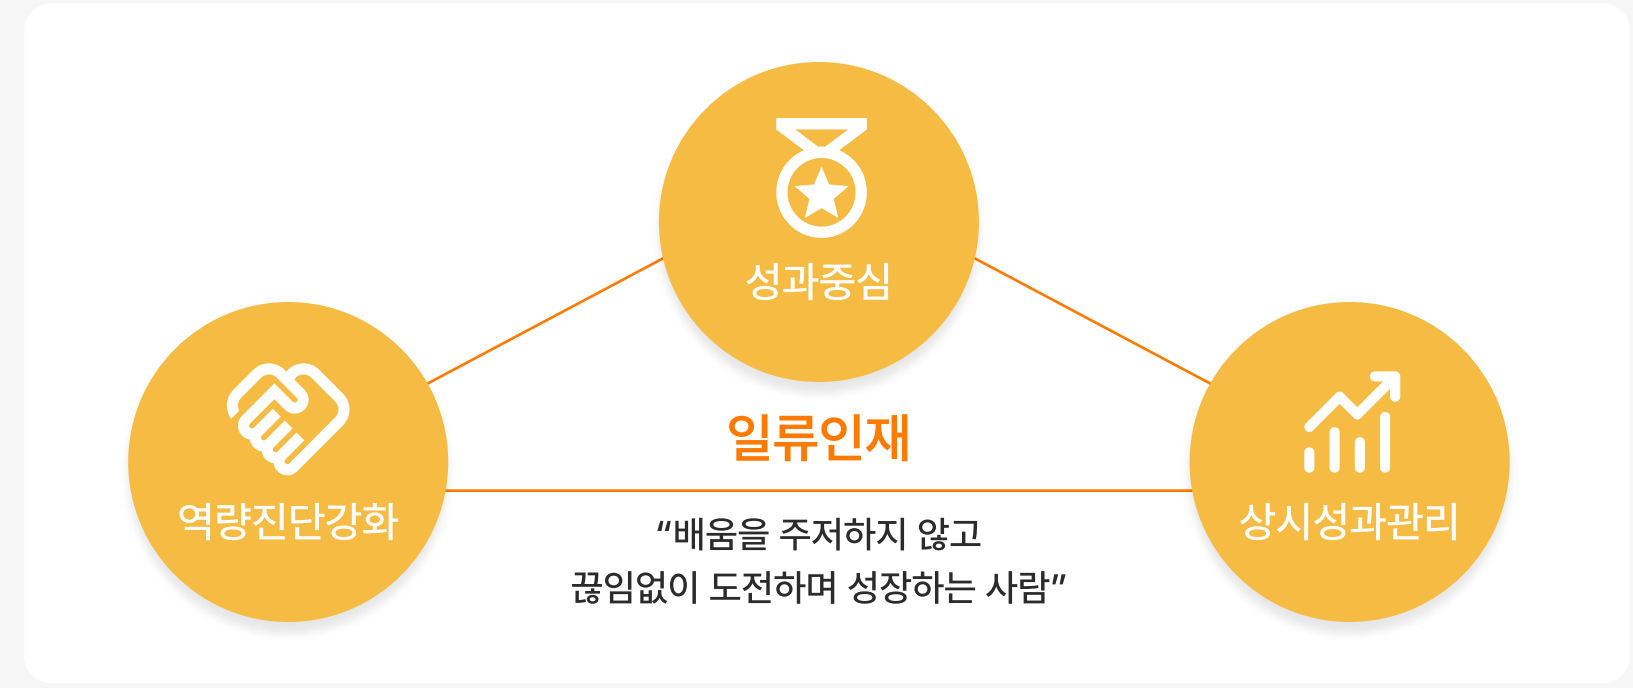 성과중심
역량진단강화
일류인재
상시성과관리
“배움을 주저하지 않고
끊임없이 도전하며 성장하는 사람”